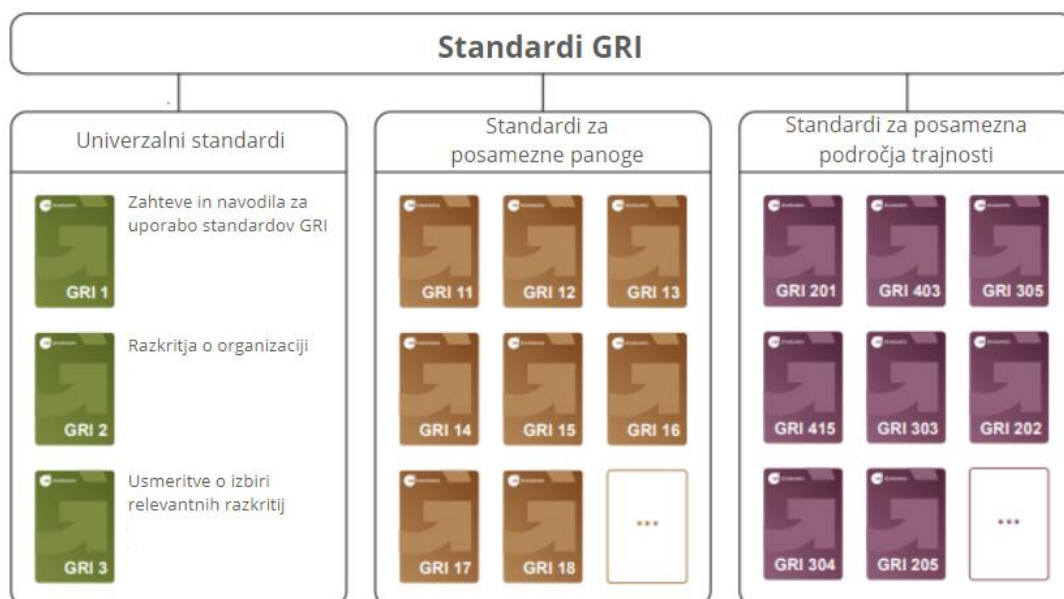 Standardi GRI
Univerzalni standardi
Zahteve in navodila za
uporabo standardov GRI
GRI 1
Razkritja o organizaciji
GRI 2
Usmeritve o izbiri
relevantnih razkritij
GRI 3
Standardi za
posamezne panoge
GRI 11
GRI 12
GRI 13
GRI 14
GRI 15
GRI 16
GRI 17
GRI 18
...
Standardi za posamezna
področja trajnosti
GRI 201
GRI 403
GRI 305
GRI 415
GRI 303
GRI 202
GRI 304
GRI 205
...